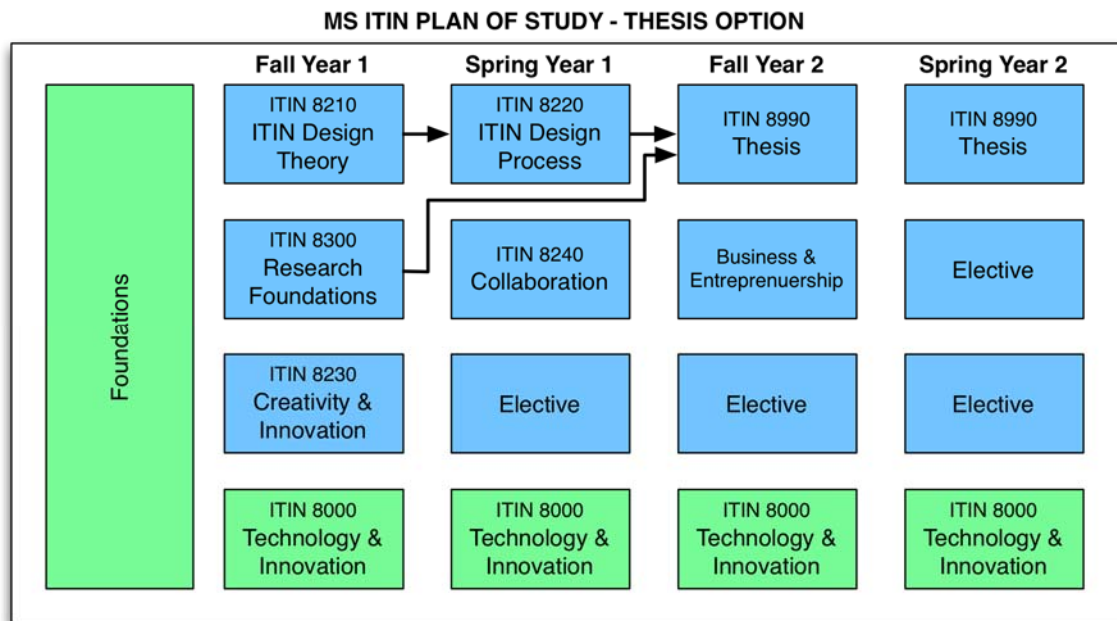 MS ITIN PLAN OF STUDY - THESIS OPTION
Foundations
Fall Year 1
Spring Year 1
Fall Year 2
Spring Year 2
ITIN 8210
ITIN Design
Theory
ITIN 8220
ITIN Design
Process
ITIN 8990
Thesis
ITIN 8990
Thesis
ITIN 8300
Research
Foundations
ITIN 8240
Collaboration
Business &
Entreprenuership
Elective
ITIN 8230
Creativity &
Innovation
Elective
Elective
Elective
ITIN 8000
Technology &
Innovation
ITIN 8000
Technology &
Innovation
ITIN 8000
Technology &
Innovation
ITIN 8000
Technology &
Innovation